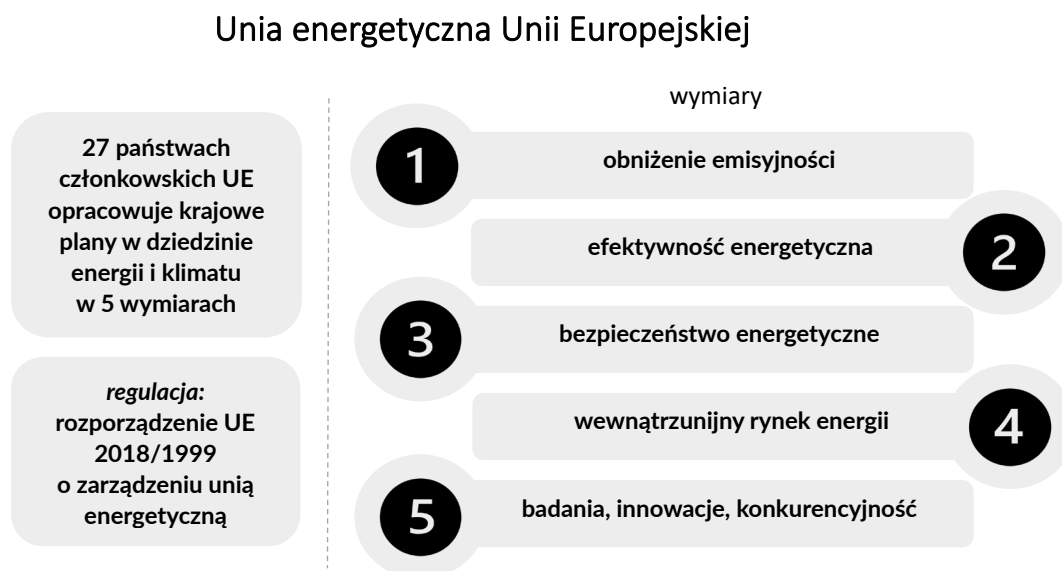 Unia energetyczna Unii Europejskiej
27 państwach
członkowskich UE
opracowuje krajowe
plany w dziedzinie
energii i klimatu
w 5 wymiarach
regulacja:
rozporządzenie UE
2018/1999
o zarządzeniu unią
energetyczną
wymiary
1
obniżenie emisyjności
efektywność energetyczna
2
3
bezpieczeństwo energetyczne
wewnątrzunijny rynek energii
4
5
badania, innowacje, konkurencyjność